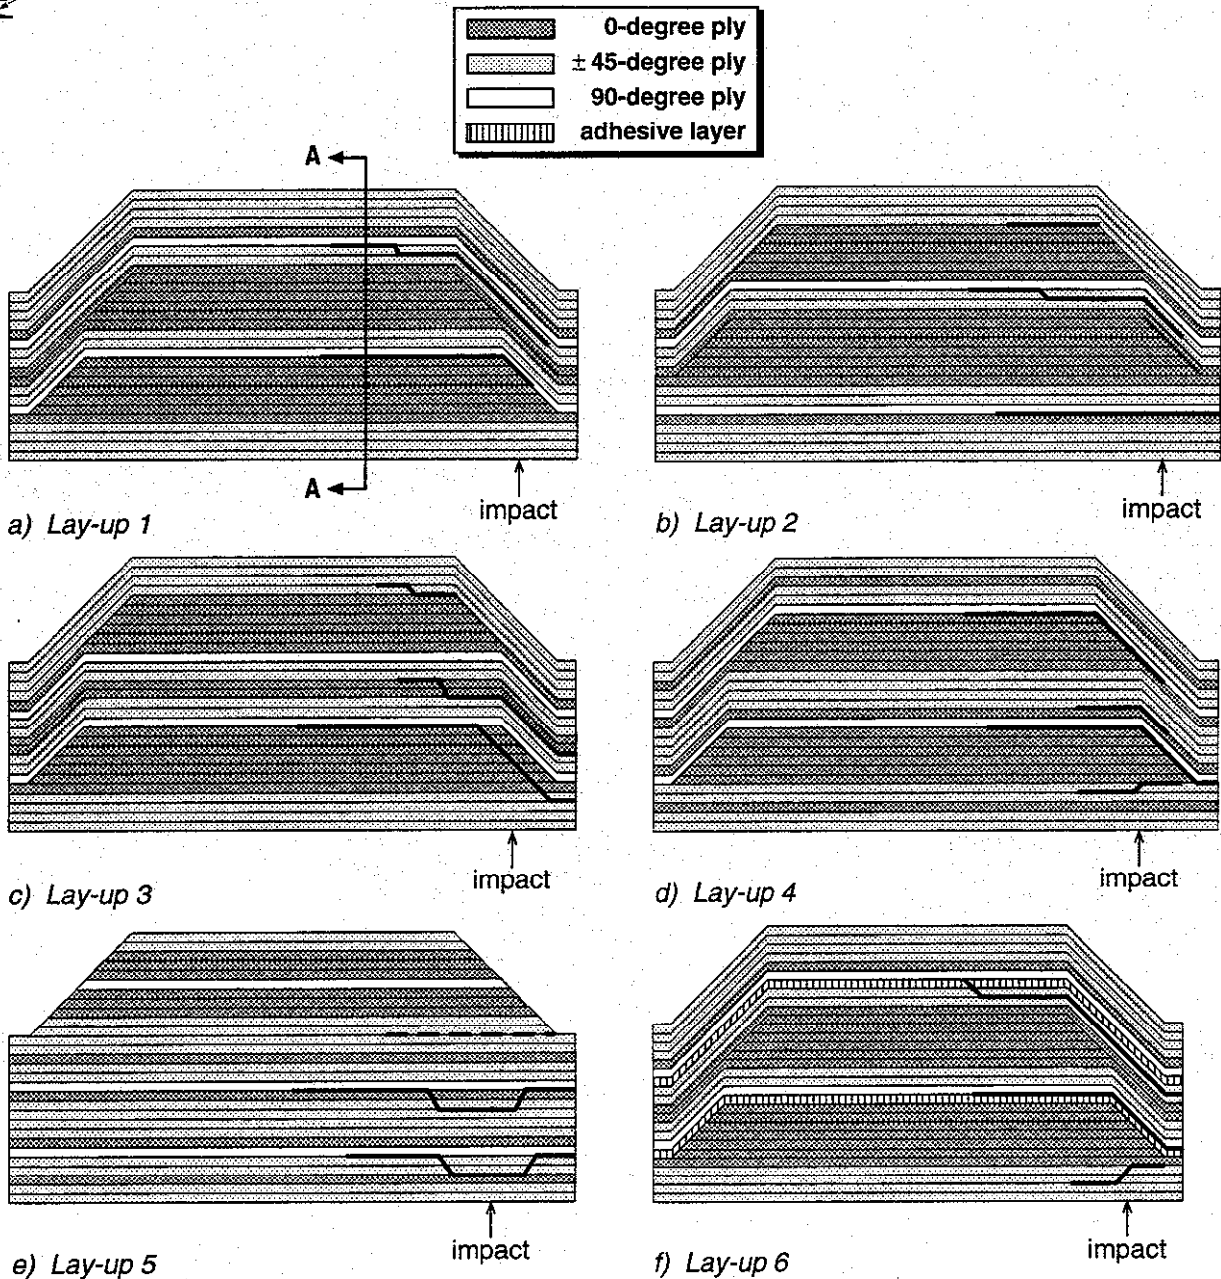 0-degree ply
± 45-degree ply
90-degree ply
adhesive layer
A
A
impact
a) Lay-up 1
impact
b) Lay-up 2
impact
c) Lay-up 3
impact
d) Lay-up 4
impact
e) Lay-up 5
impact
f) Lay-up 6